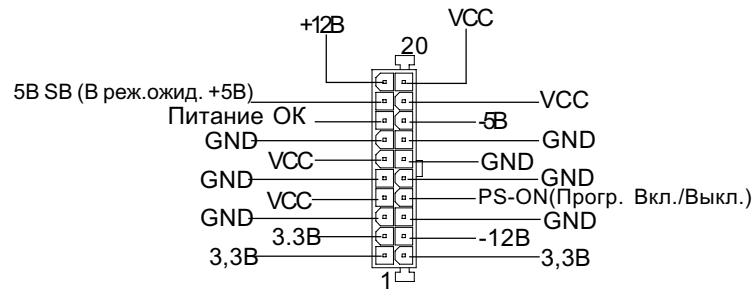 +12В VCC
20
5В SB (В реж.ожид. +5В) VCC
Питание ОК -5В
GND GND
VCC GND
GND GND
VCC PS-ON(Прогр. Вкл./Выкл.)
GND GND
3.3В -12В
3,3В 3,3В
1